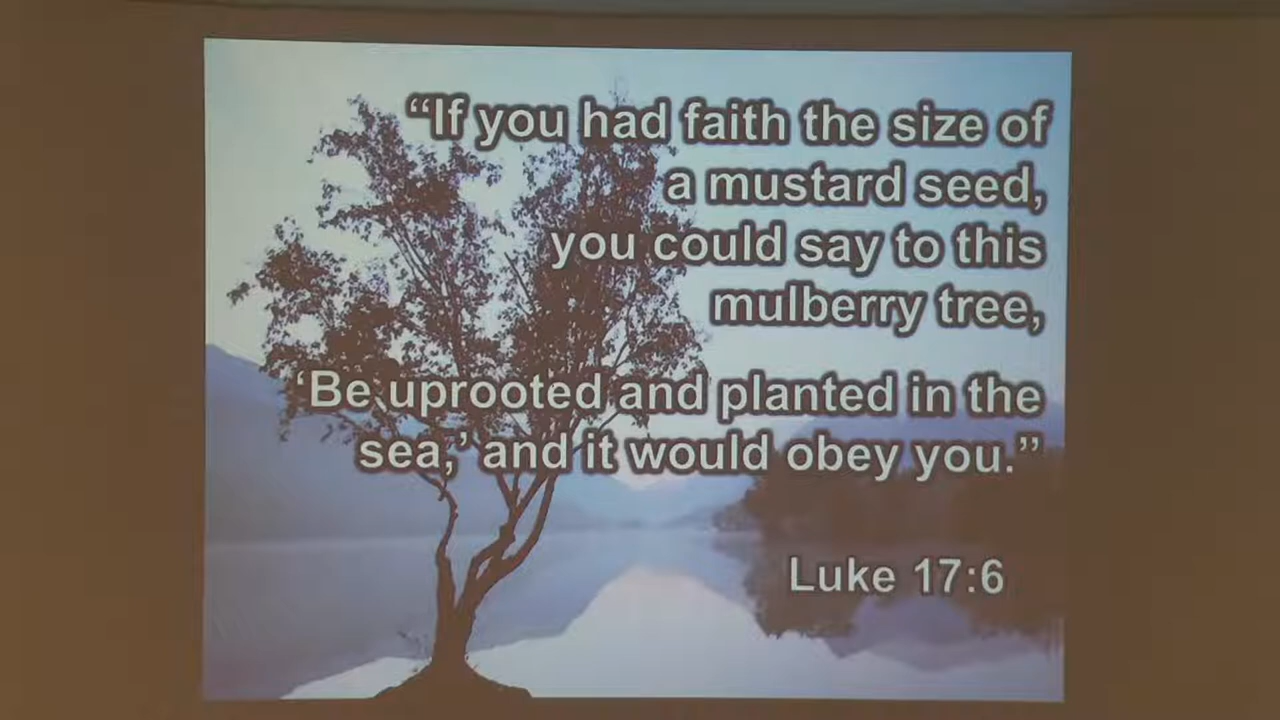 “If you had faith the size of
a mustard seed,
you could say to this
mulberry tree,
‘Be uprooted and planted in the
sea,’ and it would obey you.”
Luke 17:6